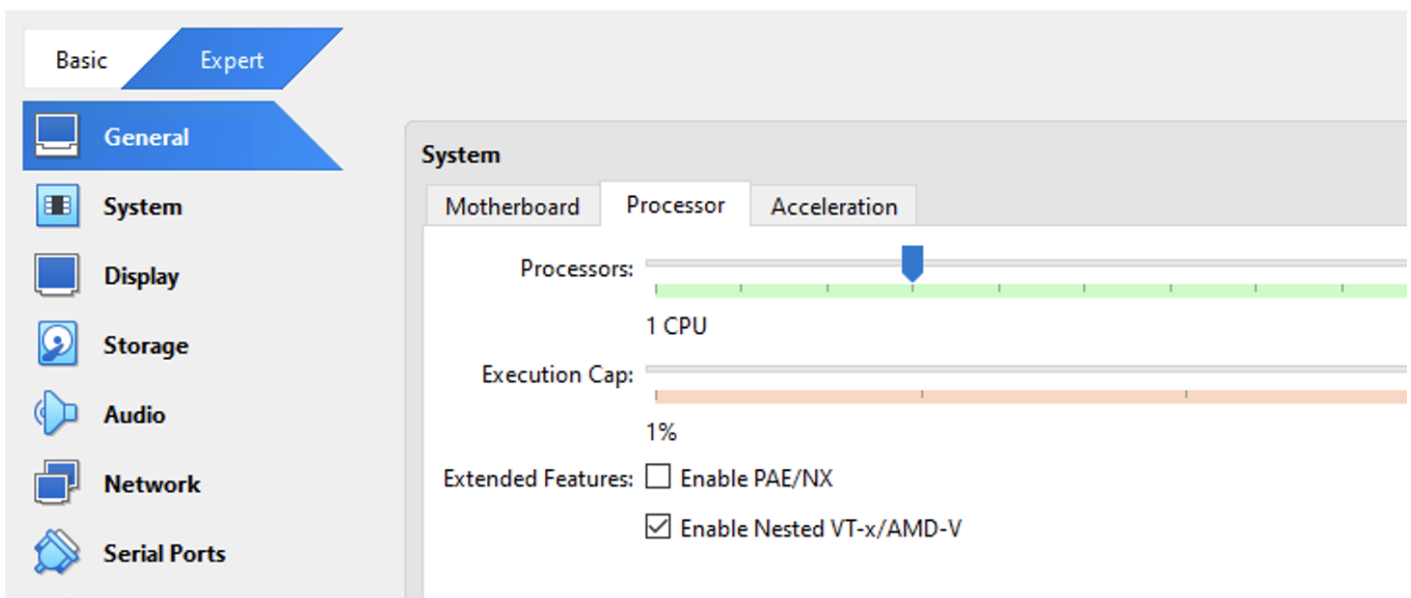 Basic
Expert
General
System
Display
Storage
Audio
Network
Serial Ports
System
Motherboard
Processor
Acceleration
Processors:
1 CPU
Execution Cap:
1%
Extended Features:
Enable PAE/NX
Enable Nested VT-x/AMD-V